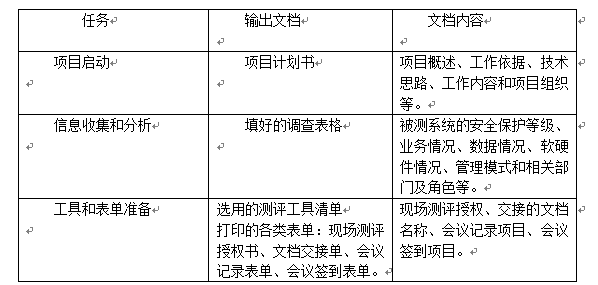 任务
输出文档
文档内容
项目启动
项目计划书
项目概述、工作依据、技术
思路、工作内容和项目组织
等。
信息收集和分析
填好的调查表格
被测系统的安全保护等级、
业务情况、数据情况、软硬
件情况、管理模式和相关部
门及角色等。
工具和表单准备
选用的测评工具清单
打印的各类表单：现场测评
授权书、文档交接单、会议
记录表单、会议签到表单。
现场测评授权、交接的文档
名称、会议记录项目、会议
签到项目。